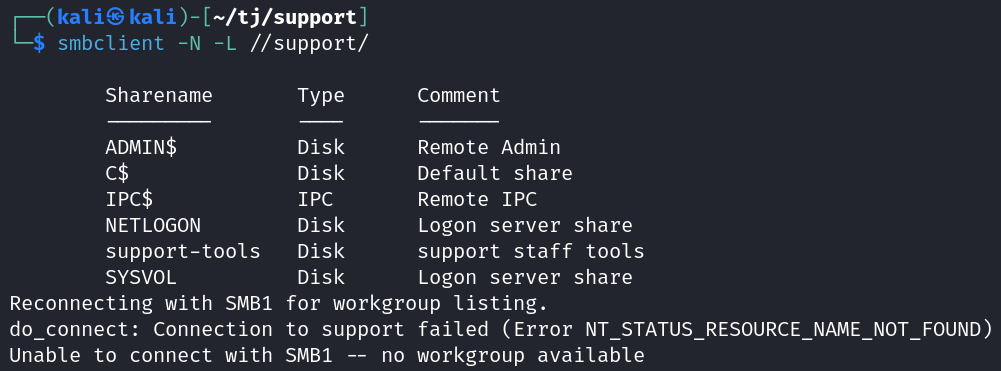 ┌──(kali㉿kali)-[~/tj/support]
└─$ smbclient -N -L //support/
Sharename Type Comment
--------- ---- -------
ADMIN$ Disk Remote Admin
C$ Disk Default share
IPC$ IPC Remote IPC
NETLOGON Disk Logon server share
support-tools Disk support staff tools
SYSVOL Disk Logon server share
Reconnecting with SMB1 for workgroup listing.
do_connect: Connection to support failed (Error NT_STATUS_RESOURCE_NAME_NOT_FOUND)
Unable to connect with SMB1 -- no workgroup available